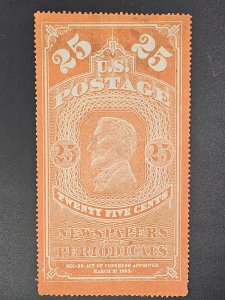 25 25
U.S.
POSTAGE
25 25
TWENTY FIVE CENTS
NEWSPAPERS
AND
PERIODICALS
SEC. 38, ACT OF CONGRESS APPROVED
MARCH 3D 1863.